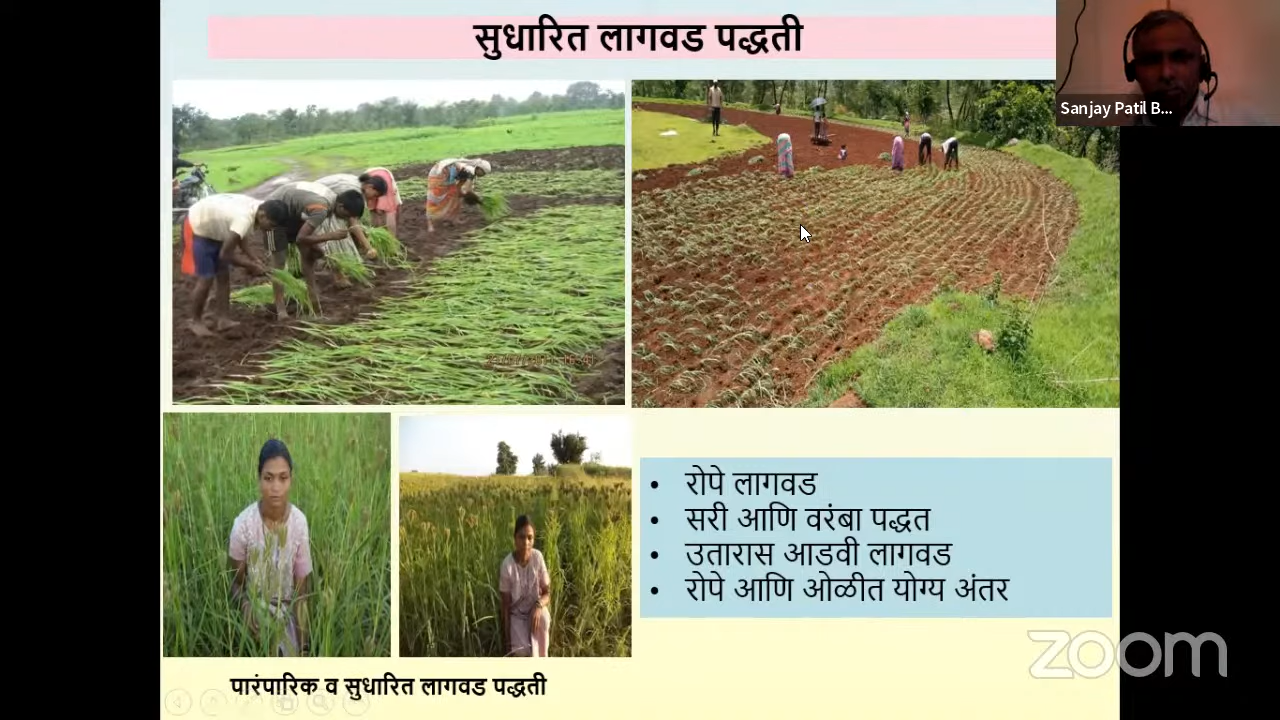 सुधारित लागवड पद्धती
Sanjay Patil B...
• रोपे लागवड
• सरी आणि वरंबा पद्धत
• उतारास आडवी लागवड
• रोपे आणि ओळीत योग्य अंतर
zoom
पारंपारिक व सुधारित लागवड पद्धती